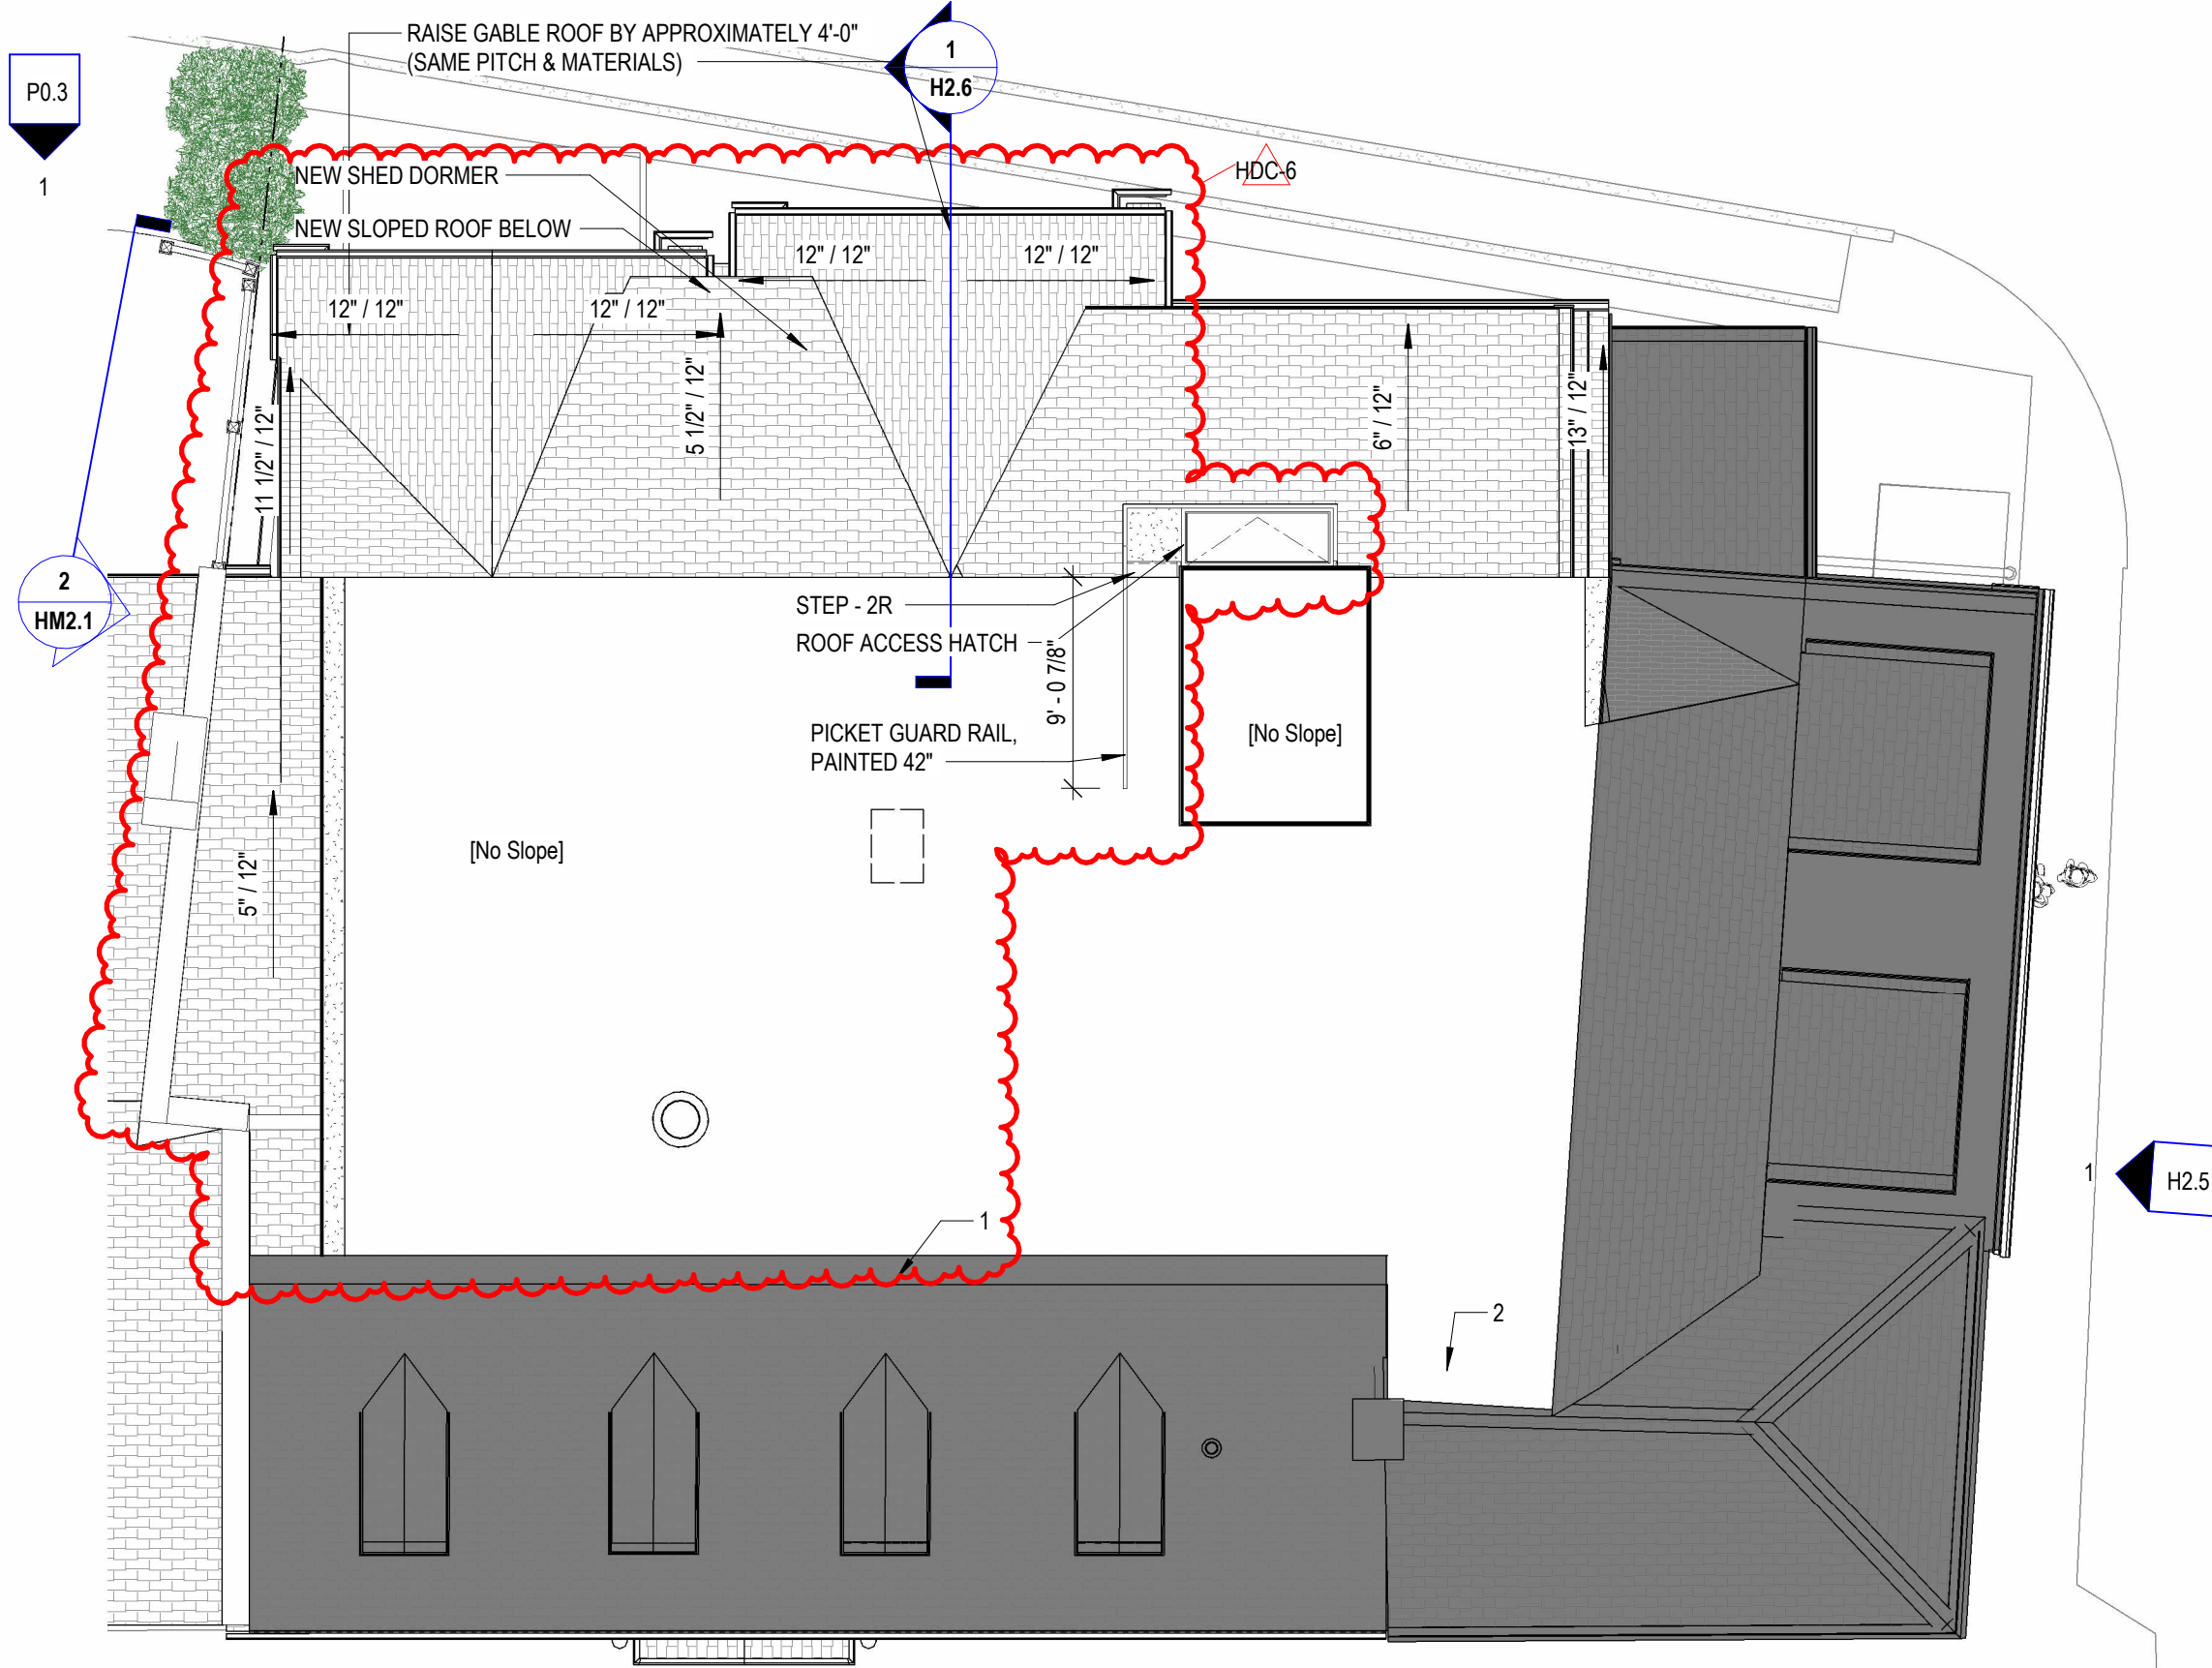 RAISE GABLE ROOF BY APPROXIMATELY 4'-0"
(SAME PITCH & MATERIALS)
1
H2.6
P0.3
1
HDC-6
NEW SHED DORMER
NEW SLOPED ROOF BELOW
12" / 12"
12" / 12"
12" / 12"
12" / 12"
11 1/2" / 12"
5 1/2" / 12"
6" / 12"
13" / 12"
2
HM2.1
STEP - 2R
ROOF ACCESS HATCH
9' - 0 7/8"
PICKET GUARD RAIL,
PAINTED 42"
[No Slope]
[No Slope]
5" / 12"
1
H2.5
1
2